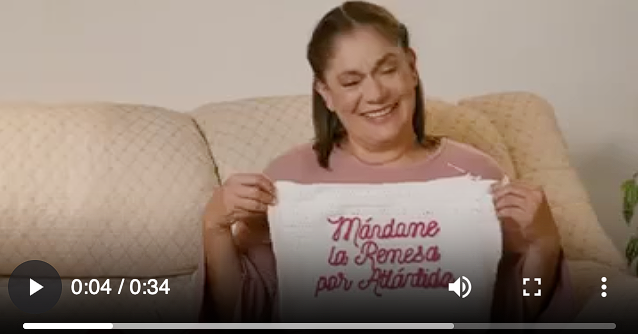 Mándame
la Remesa
por Atlántida
0:04 / 0:34